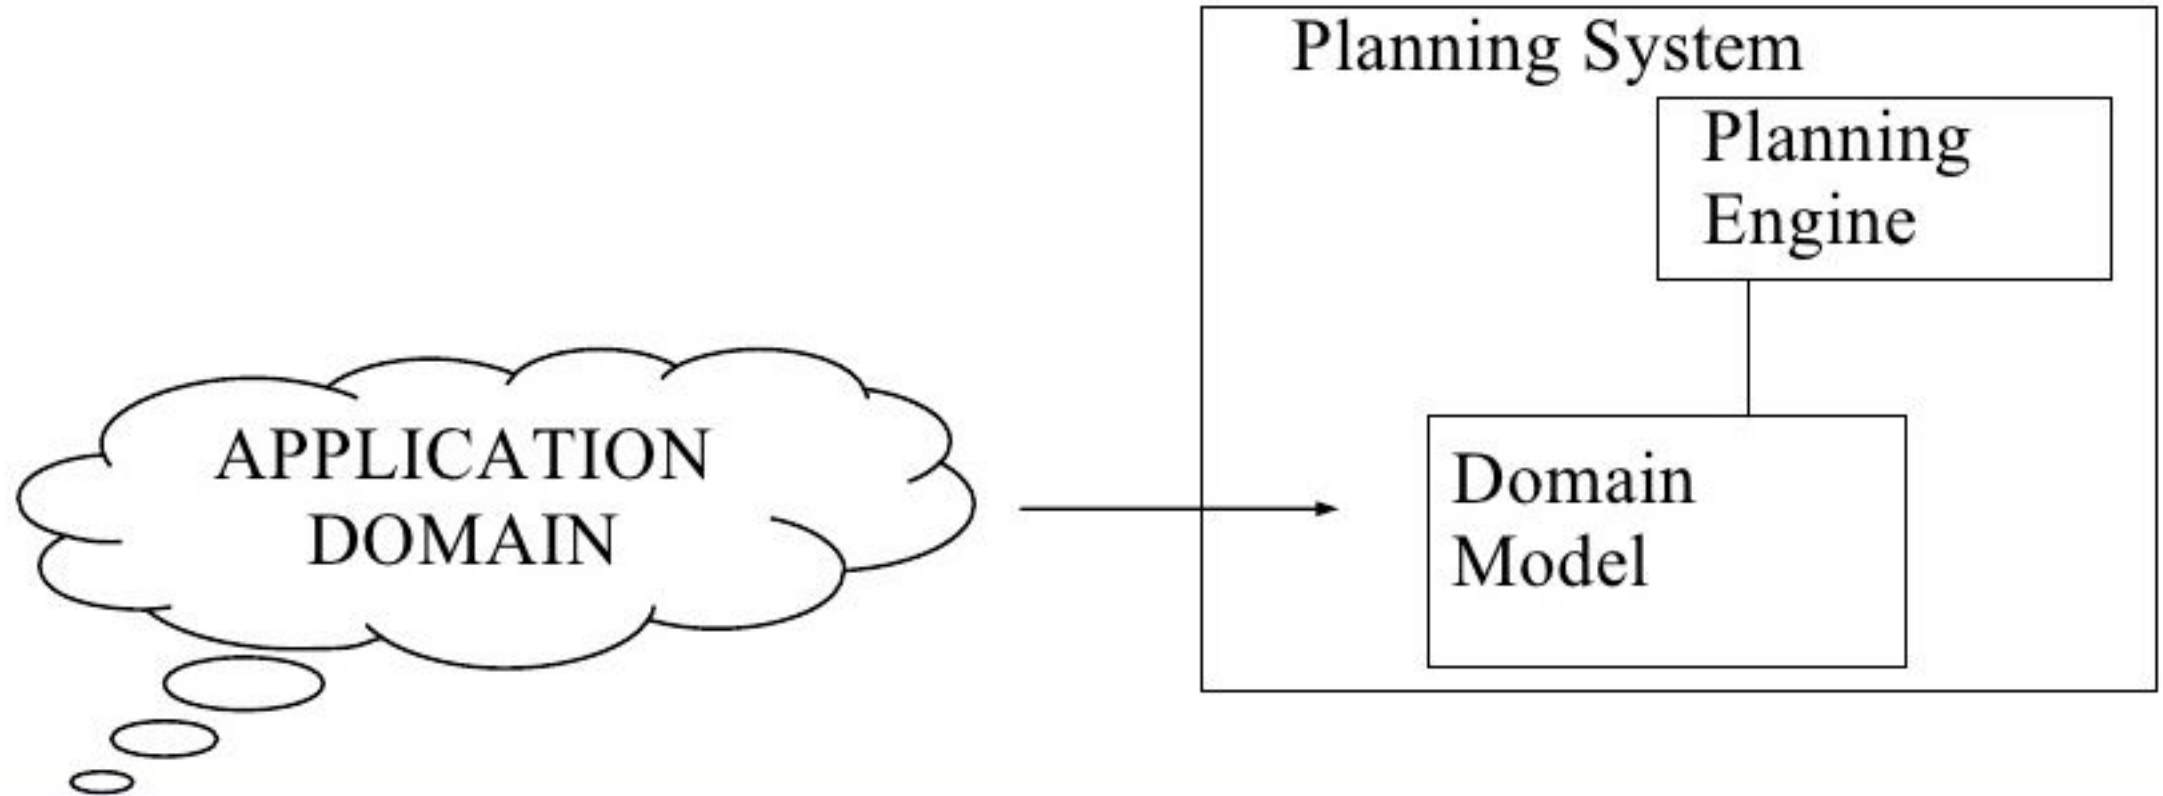 Planning System
Planning
Engine
APPLICATION
DOMAIN
Domain
Model